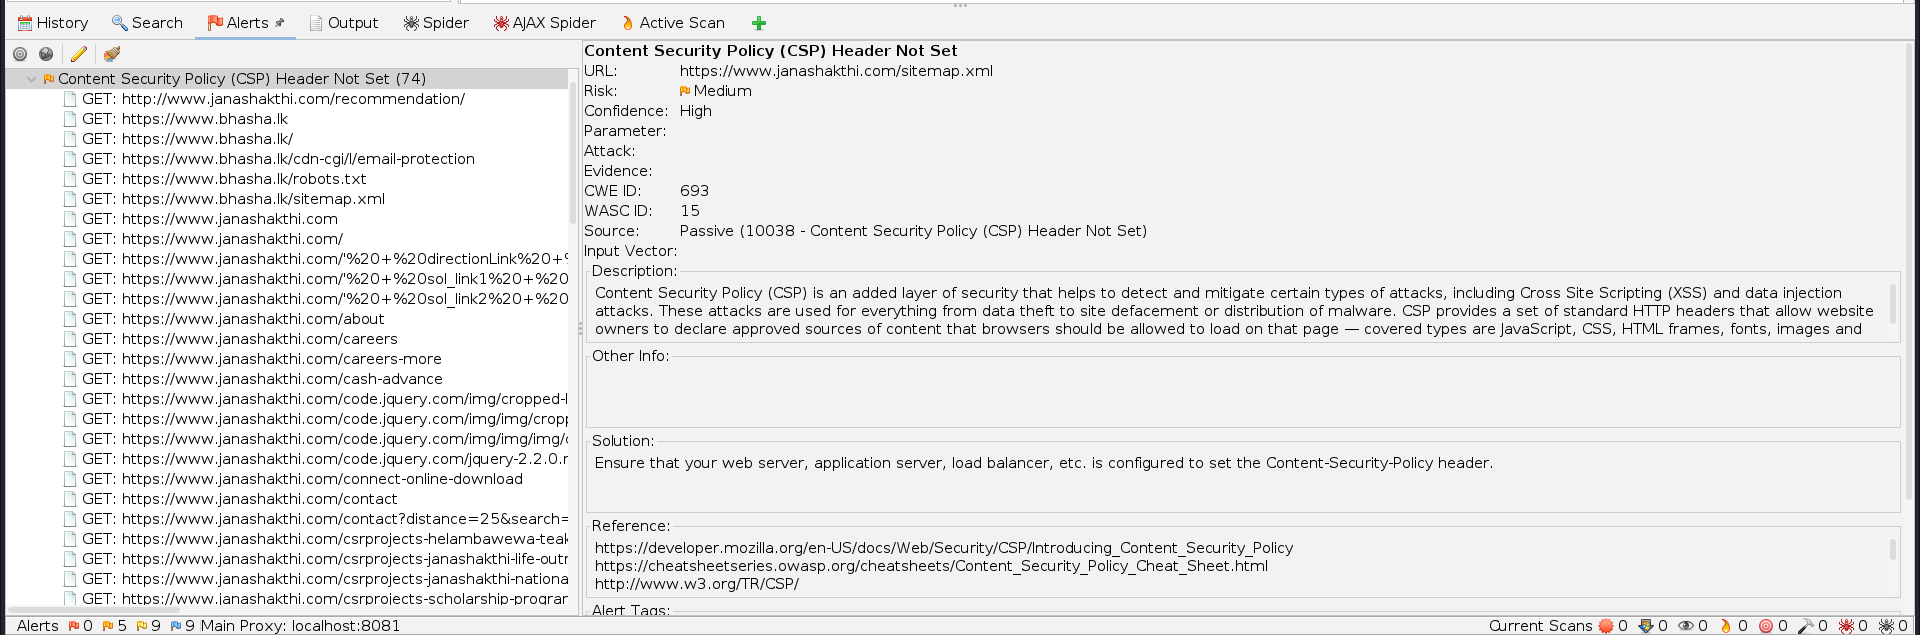 History Search Alerts Output Spider AJAX Spider Active Scan
Content Security Policy (CSP) Header Not Set (74)
GET: http://www.janashakthi.com/recommendation/
GET: https://www.bhasha.lk
GET: https://www.bhasha.lk/
GET: https://www.bhasha.lk/cdn-cgi/l/email-protection
GET: https://www.bhasha.lk/robots.txt
GET: https://www.bhasha.lk/sitemap.xml
GET: https://www.janashakthi.com
GET: https://www.janashakthi.com/
GET: https://www.janashakthi.com/'%20+%20directionLink%20+%
GET: https://www.janashakthi.com/'%20+%20sol_link1%20+%20
GET: https://www.janashakthi.com/'%20+%20sol_link2%20+%20
GET: https://www.janashakthi.com/about
GET: https://www.janashakthi.com/careers
GET: https://www.janashakthi.com/careers-more
GET: https://www.janashakthi.com/cash-advance
GET: https://www.janashakthi.com/code.jquery.com/img/cropped-
GET: https://www.janashakthi.com/code.jquery.com/img/img/crop
GET: https://www.janashakthi.com/code.jquery.com/img/img/img/
GET: https://www.janashakthi.com/code.jquery.com/jquery-2.2.0.
GET: https://www.janashakthi.com/connect-online-download
GET: https://www.janashakthi.com/contact
GET: https://www.janashakthi.com/contact?distance=25&search=
GET: https://www.janashakthi.com/csrprojects-helambawewa-teak
GET: https://www.janashakthi.com/csrprojects-janashakthi-life-outr
GET: https://www.janashakthi.com/csrprojects-janashakthi-nationa
GET: https://www.janashakthi.com/csrprojects-scholarship-program
Content Security Policy (CSP) Header Not Set
URL: https://www.janashakthi.com/sitemap.xml
Risk: Medium
Confidence: High
Parameter:
Attack:
Evidence:
CWE ID: 693
WASC ID: 15
Source: Passive (10038 - Content Security Policy (CSP) Header Not Set)
Input Vector:
Description:
Content Security Policy (CSP) is an added layer of security that helps to detect and mitigate certain types of attacks, including Cross Site Scripting (XSS) and data injection
attacks. These attacks are used for everything from data theft to site defacement or distribution of malware. CSP provides a set of standard HTTP headers that allow website
owners to declare approved sources of content that browsers should be allowed to load on that page — covered types are JavaScript, CSS, HTML frames, fonts, images and
Other Info:
Solution:
Ensure that your web server, application server, load balancer, etc. is configured to set the Content-Security-Policy header.
Reference:
https://developer.mozilla.org/en-US/docs/Web/Security/CSP/Introducing_Content_Security_Policy
https://cheatsheetseries.owasp.org/cheatsheets/Content_Security_Policy_Cheat_Sheet.html
http://www.w3.org/TR/CSP/
Alert Tags:
Alerts 0 5 9 9 Main Proxy: localhost:8081
Current Scans 0 0 0 0 0 0 0 0